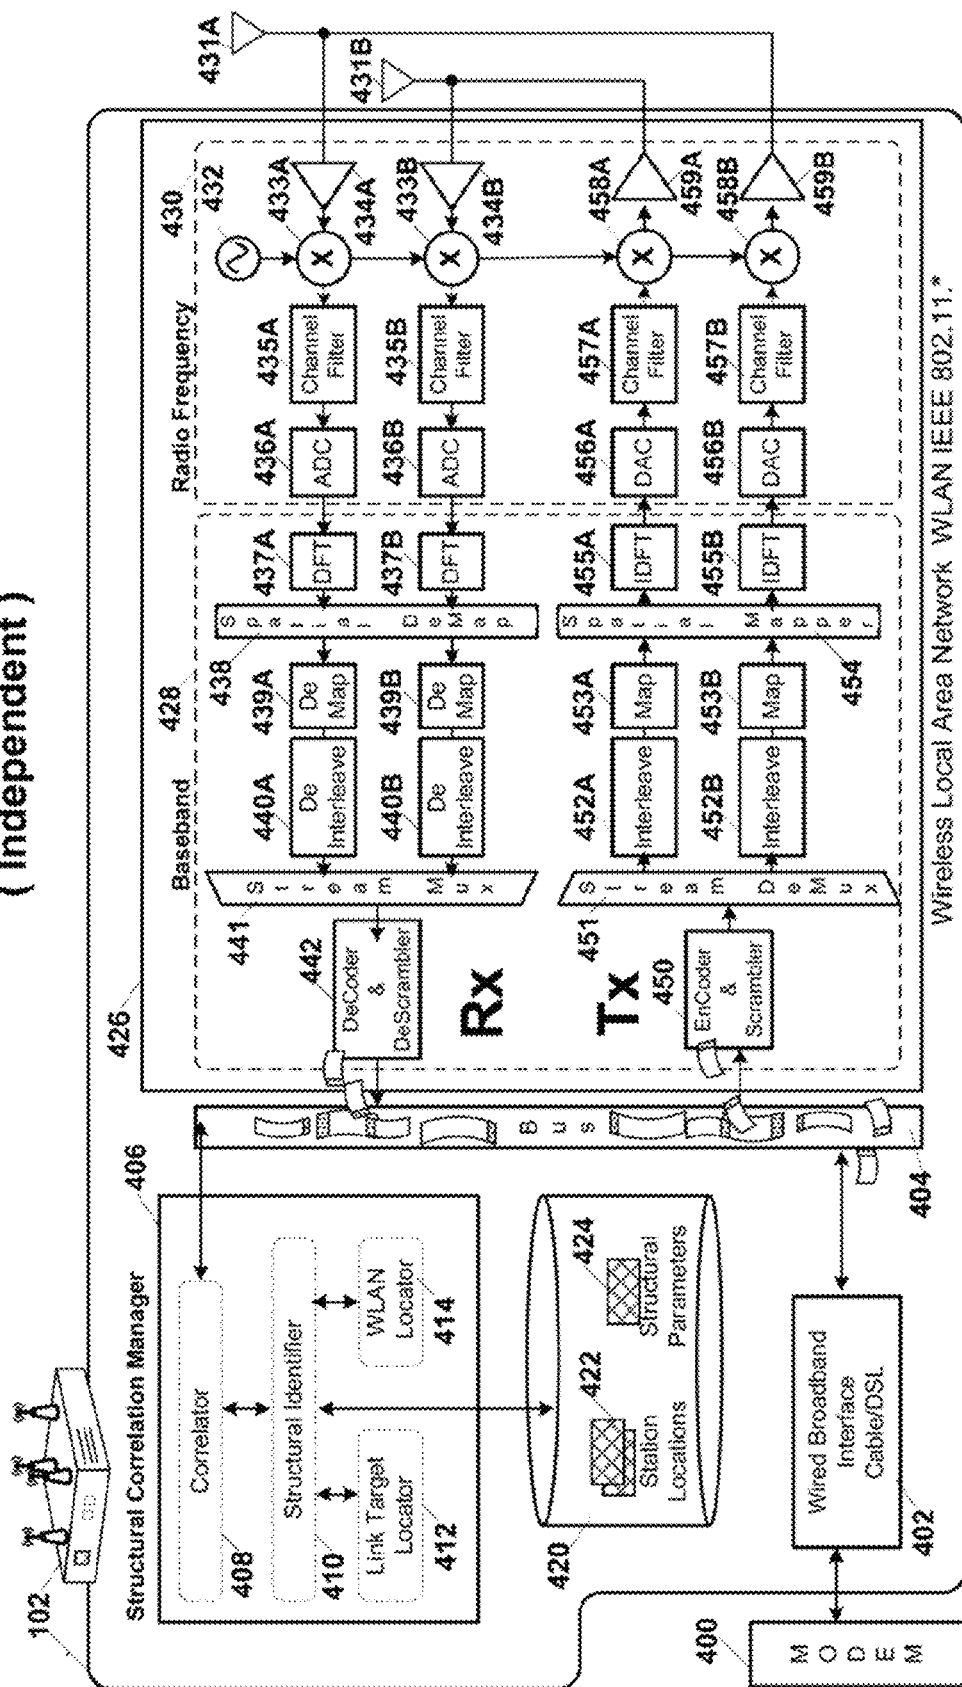 ( Independent )
102
Structural Correlation Manager
406
Correlator
408
Structural Identifier
410
Link Target
Locator
412
WLAN
Locator
414
420
Station
Locations
422
Structural
Parameters
424
400
MODEM
Wired Broadband
Interface
Cable/DSL
402
Bus
404
426
Baseband
428
Radio Frequency
430
432
431A
431B
433A
434A
433B
434B
Channel
Filter
435A
Channel
Filter
435B
ADC
436A
ADC
436B
DFT
437A
DFT
437B
Spatial DeMap
438
De
Map
439A
De
Map
439B
De
Interleave
440A
De
Interleave
440B
Stream Mux
441
DeCoder
&
DeScrambler
442
Rx
Tx
EnCoder
&
Scrambler
450
Stream DeMux
451
Interleave
452A
Interleave
452B
Map
453A
Map
453B
Spatial Mapper
454
IDFT
455A
IDFT
455B
DAC
456A
DAC
456B
Channel
Filter
457A
Channel
Filter
457B
458A
459A
458B
459B
X
X
X
X
Wireless Local Area Network WLAN IEEE 802.11.*